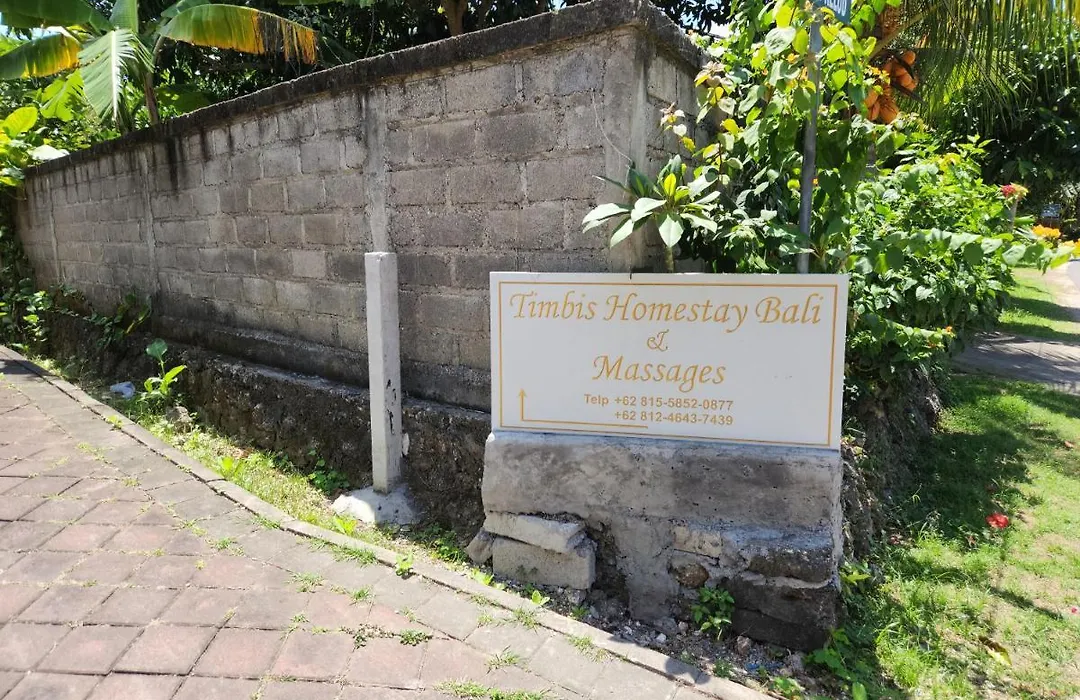 Timbis Homestay Bali
&
Massages
Telp +62 815-5852-0877
+62 812-4643-7439